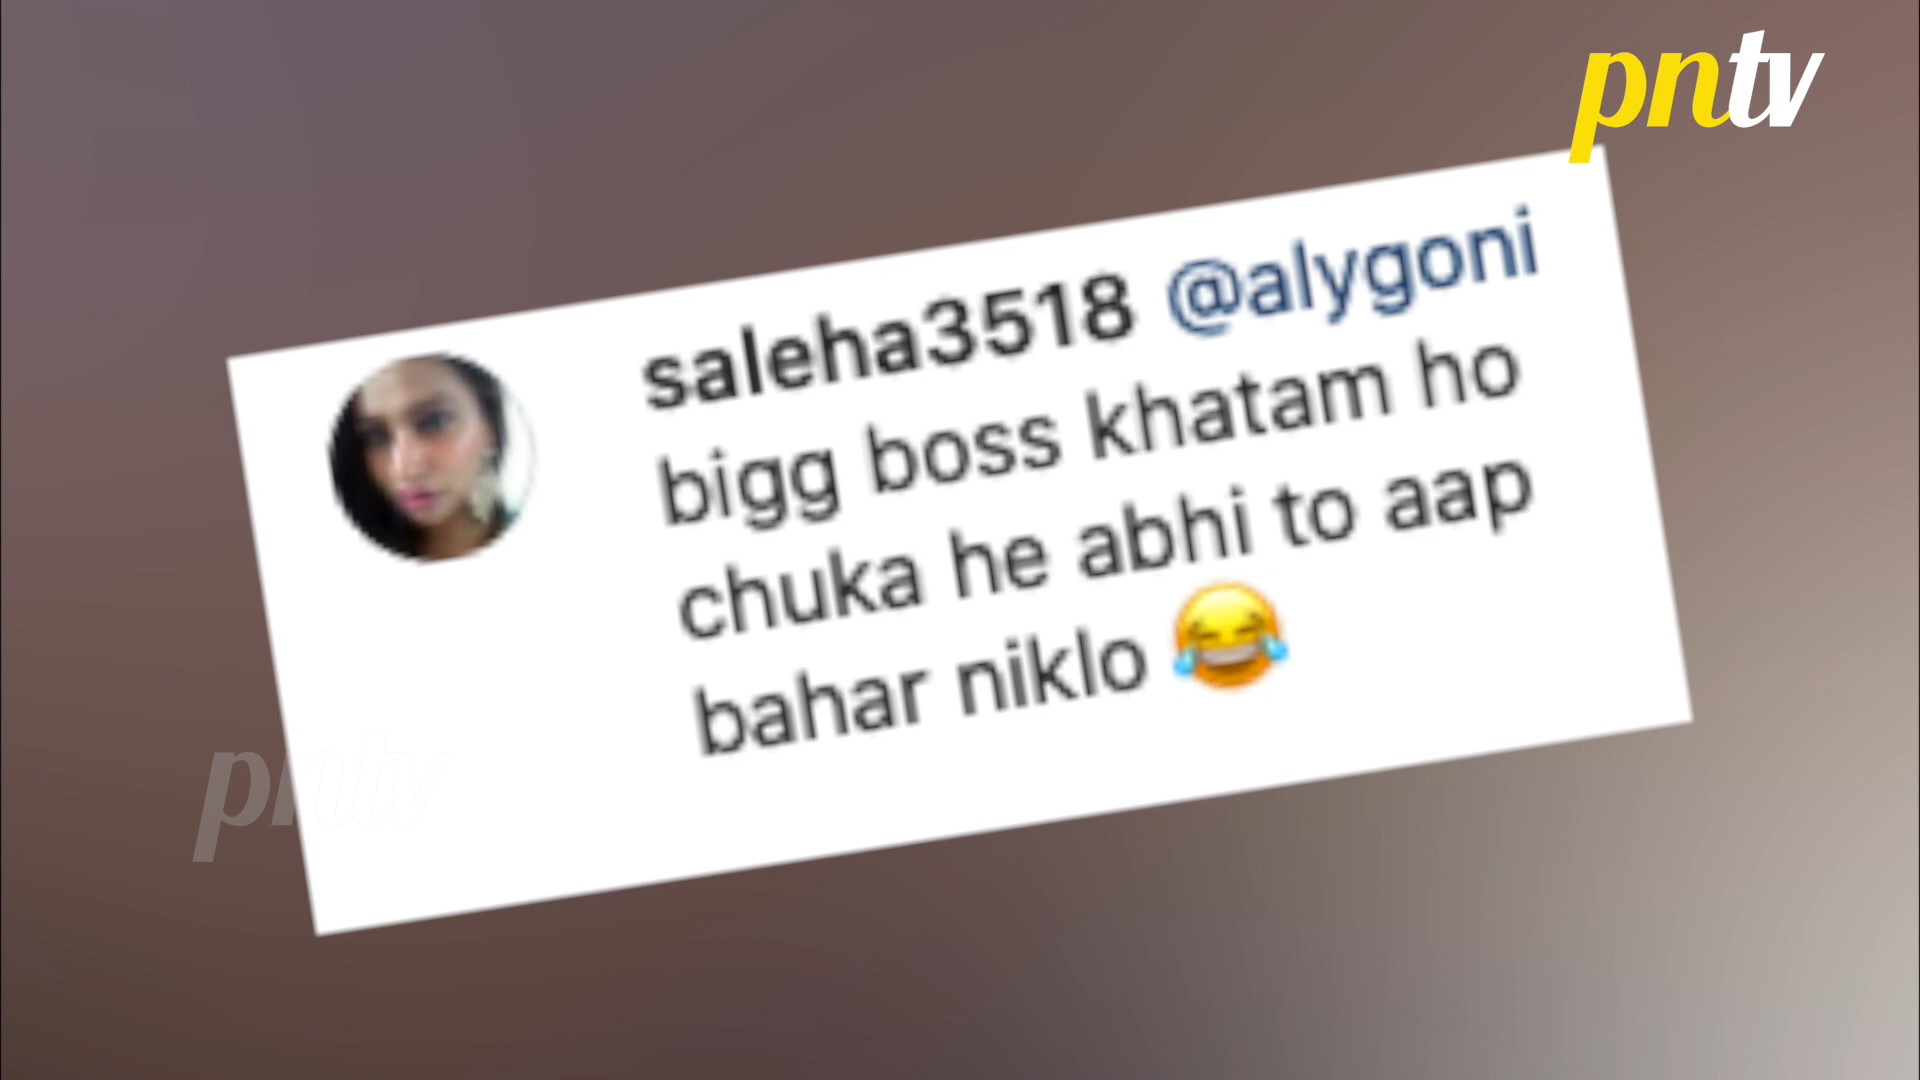 pntv
saleha3518 @alygoni
bigg boss khatam ho
chuka he abhi to aap
bahar niklo 😂
pntv